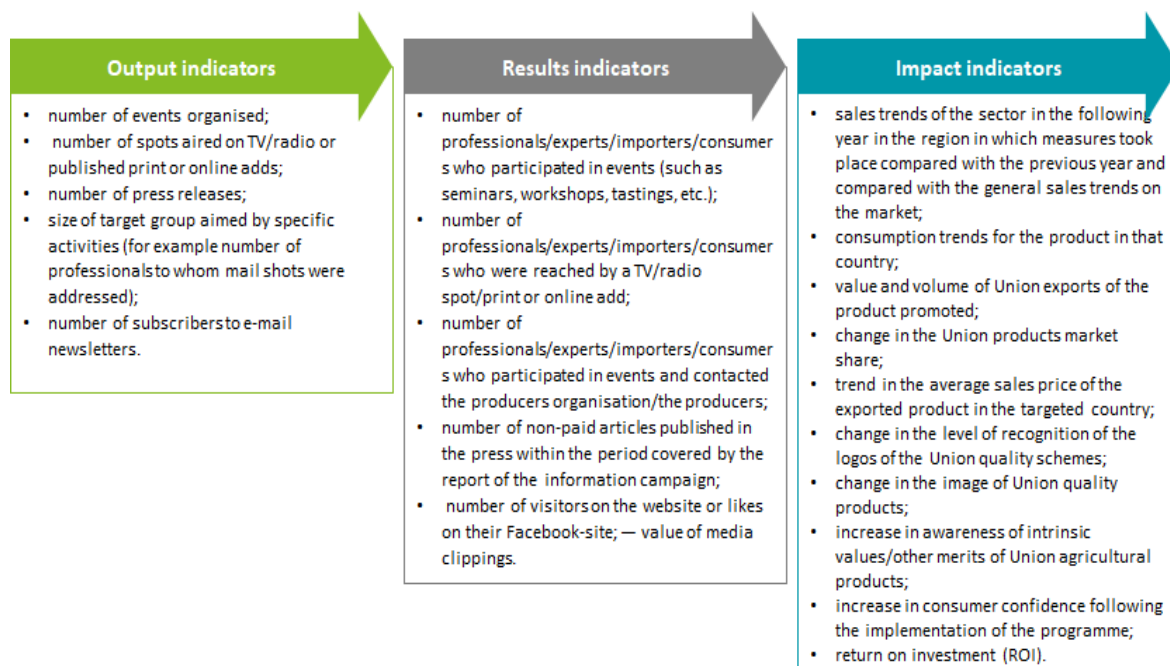 Output indicators
• number of events organised;
• number of spots aired on TV/radio or
published print or online adds;
• number of press releases;
• size of target group aimed by specific
activities (for example number of
professionals to whom mail shots were
addressed);
• number of subscribers to e-mail
newsletters.
Results indicators
• number of
professionals/experts/importers/consumer
s who participated in events (such as
seminars, workshops, tastings, etc.);
• number of
professionals/experts/importers/consumer
s who were reached by a TV/radio
spot/print or online add;
• number of
professionals/experts/importers/consumer
s who participated in events and contacted
the producers organisation/the producers;
• number of non-paid articles published in
the press within the period covered by the
report of the information campaign;
• number of visitors on the website or likes
on their Facebook-site; — value of media
clippings.
Impact indicators
• sales trends of the sector in the following
year in the region in which measures took
place compared with the previous year and
compared with the general sales trends on
the market;
• consumption trends for the product in that
country;
• value and volume of Union exports of the
product promoted;
• change in the Union products market
share;
• trend in the average sales price of the
exported product in the targeted country;
• change in the level of recognition of the
logos of the Union quality schemes;
• change in the image of Union quality
products;
• increase in awareness of intrinsic
values/other merits of Union agricultural
products;
• increase in consumer confidence following
the implementation of the programme;
• return on investment (ROI).